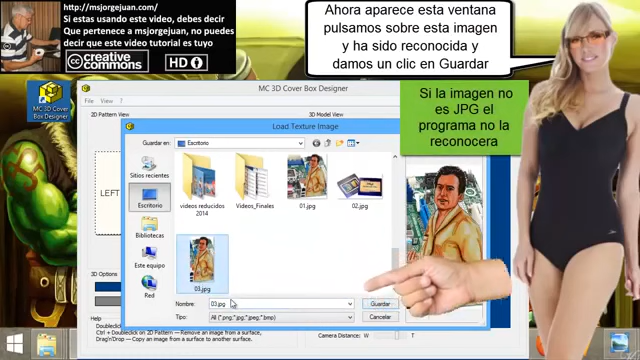 http://msjorgejuan.com/
Si estas usando este video, debes decir
Que pertenece a msjorgejuan, no puedes
decir que este video tutorial es tuyo
cc creative commons
HD
Ahora aparece esta ventana
pulsamos sobre esta imagen
y ha sido reconocida y
damos un clic en Guardar
Si la imagen no
es JPG el
programa no la
reconocera
MC 3D Cover
Box Designer
MC 3D Cover Box Designer
File View ?
2D Pattern View
3D Model View
LEFT
Load Texture Image
Guardar en:
Escritorio
Sitios recientes
Escritorio
Bibliotecas
Este equipo
Red
videos reducidos
2014
Videos_Finales
01.jpg
02.jpg
03.jpg
Nombre:
03.jpg
Guardar
Tipo:
All (*.png;*.jpg;*.jpeg;*.bmp)
Cancelar
3D Options
Ctrl + Doubleclick on 2D Pattern — Remove an image from a surface.
Drag'n'Drop — Copy an image from a surface to another surface.
Camera Distance:
W